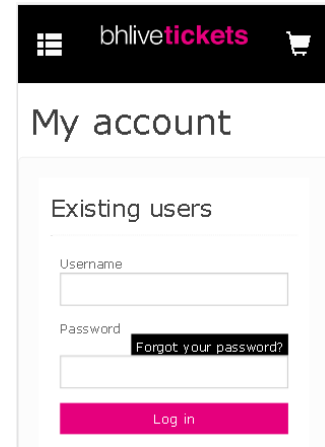 bhlivetickets
My account
Existing users
Username
Password
Forgot your password?
Log in